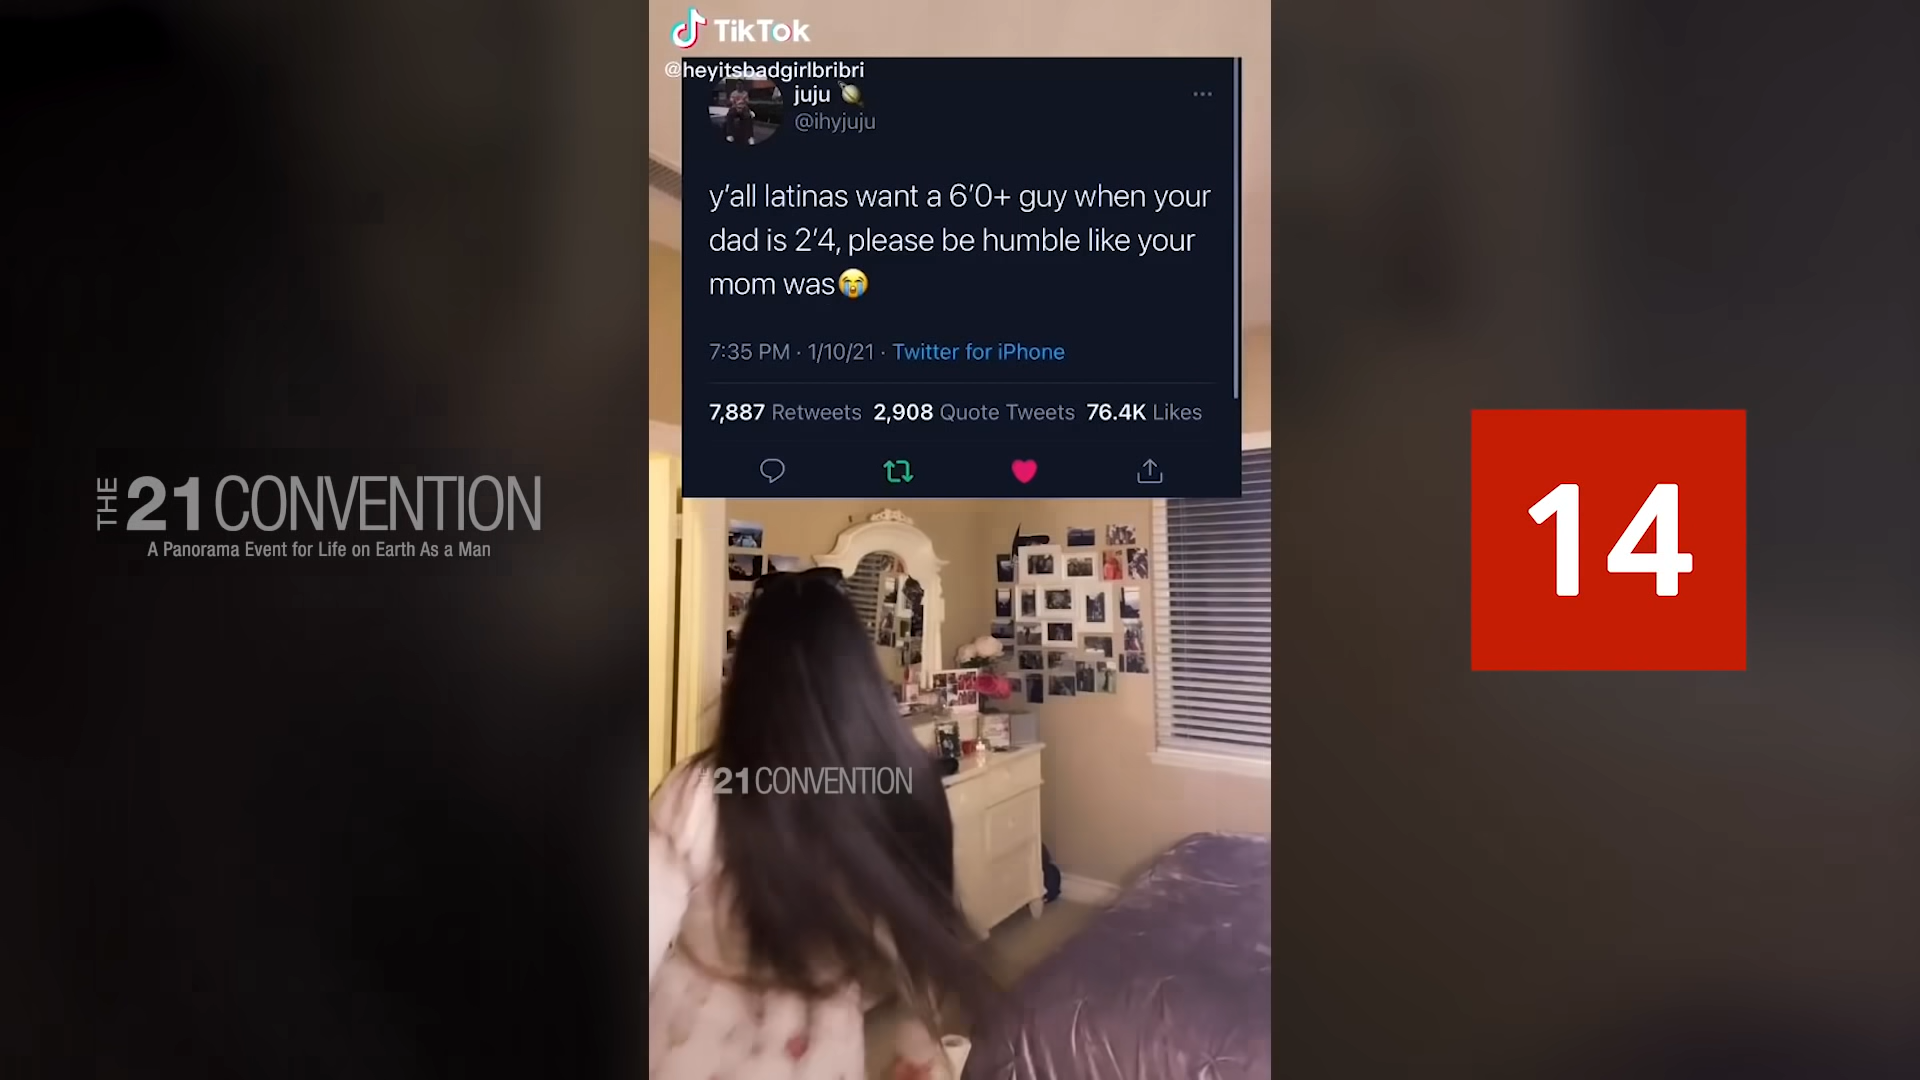 TikTok
@heyitsbadgirlbribri
juju
@ihyjuju
y'all latinas want a 6'0+ guy when your
dad is 2'4, please be humble like your
mom was😭
7:35 PM · 1/10/21 · Twitter for iPhone
7,887 Retweets 2,908 Quote Tweets 76.4K Likes
THE 21 CONVENTION
A Panorama Event for Life on Earth As a Man
14
21 CONVENTION